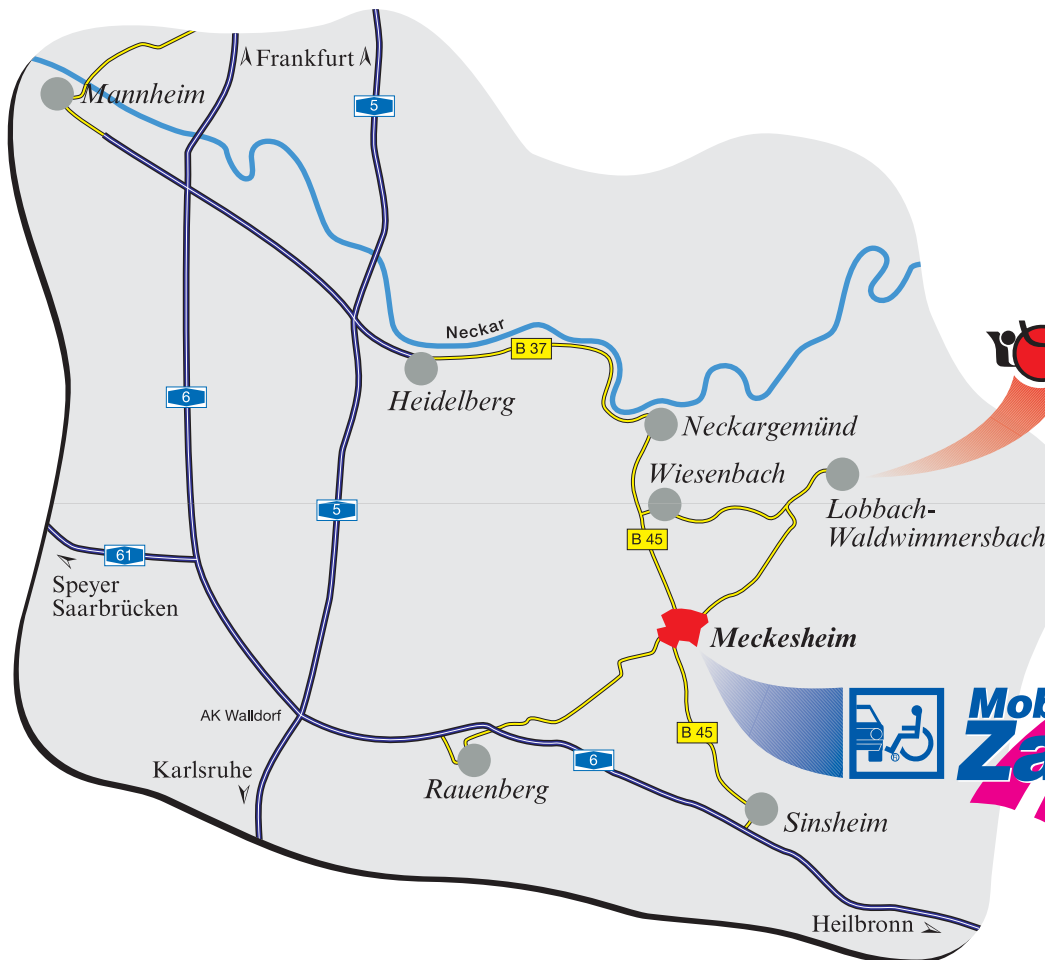 Frankfurt
Mannheim
5
Neckar
B 37
6
Heidelberg
Neckargemünd
Wiesenbach
Lobbach-
Waldwimmersbach
5
B 45
61
Speyer
Saarbrücken
Meckesheim
AK Walldorf
Mob
Za
B 45
Karlsruhe
6
Rauenberg
Sinsheim
Heilbronn